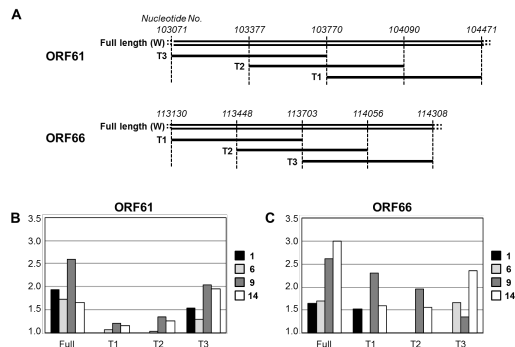 A
Nucleotide No.
103071 103377 103770 104090 104471
Full length (W)
ORF61
T3
T2
T1
113130 113448 113703 114056 114308
Full length (W)
ORF66
T1
T2
T3
B ORF61
3.5
3.0
2.5
2.0
1.5
1.0
Full T1 T2 T3
1
6
9
14
C ORF66
3.5
3.0
2.5
2.0
1.5
1.0
Full T1 T2 T3
1
6
9
14